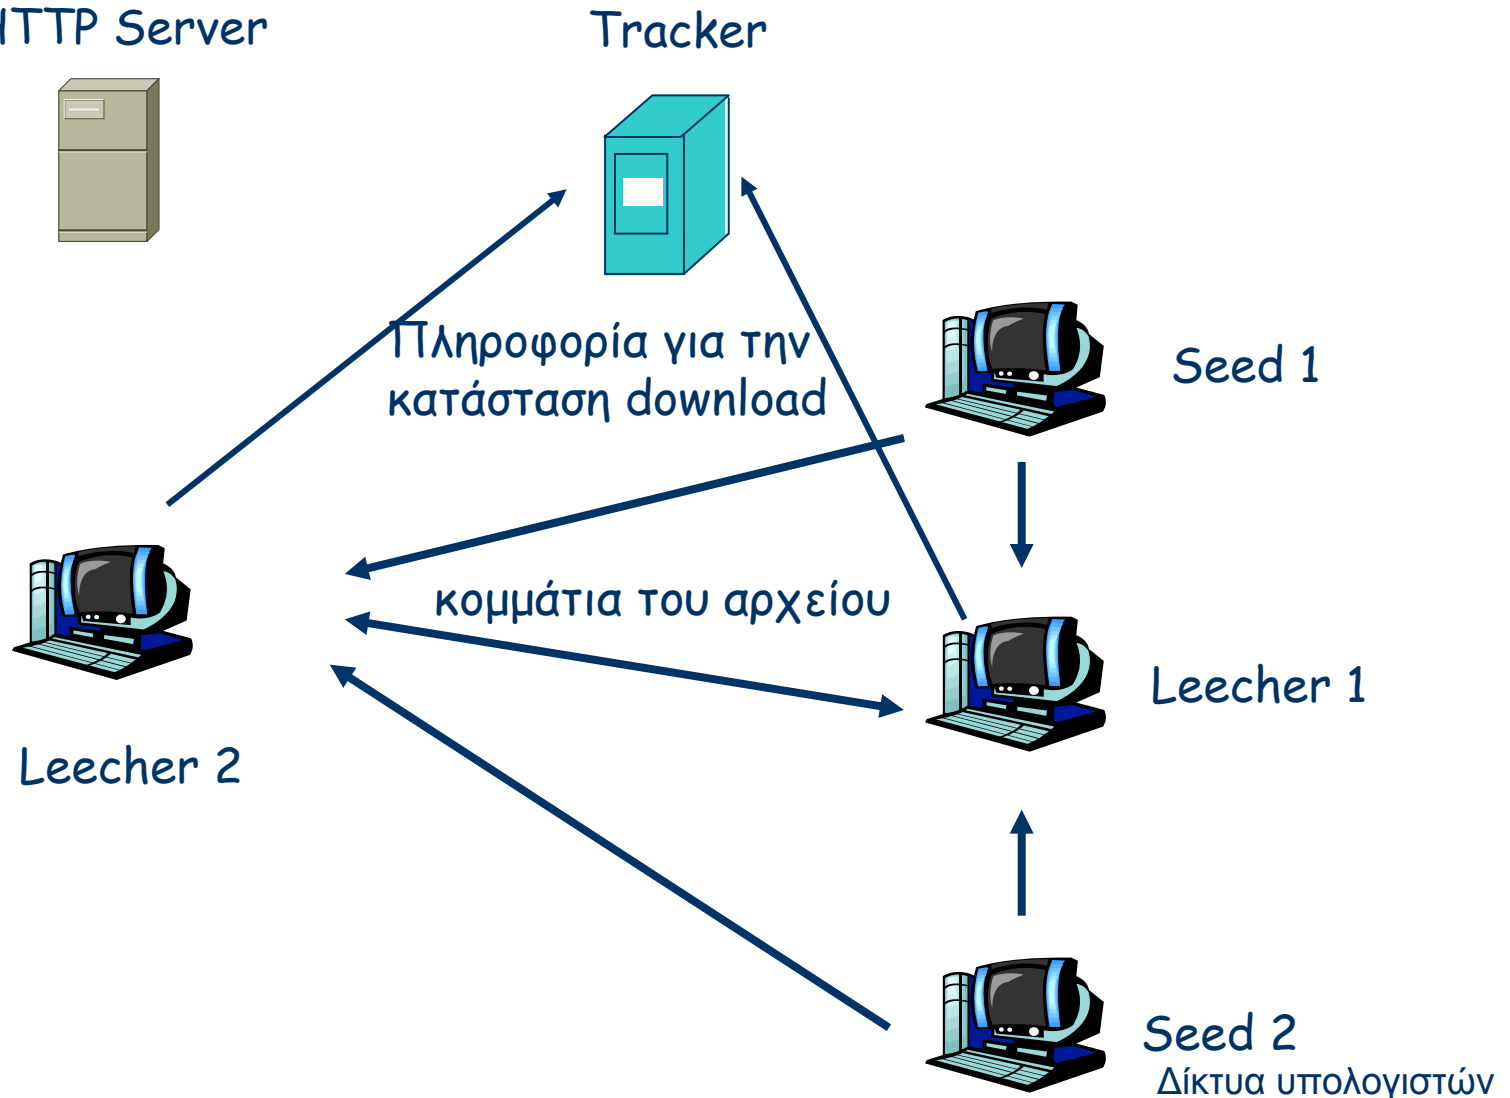 HTTP Server
Tracker
Πληροφορία για την
κατάσταση download
Seed 1
κομμάτια του αρχείου
Leecher 1
Leecher 2
Seed 2
Δίκτυα υπολογιστών